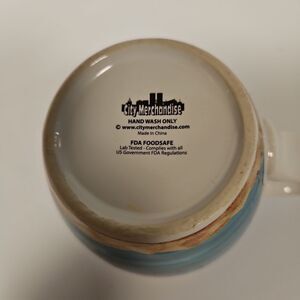 City Merchandise
HAND WASH ONLY
© www.citymerchandise.com
Made In China
FDA FOODSAFE
Lab Tested - Complies with all
US Government FDA Regulations